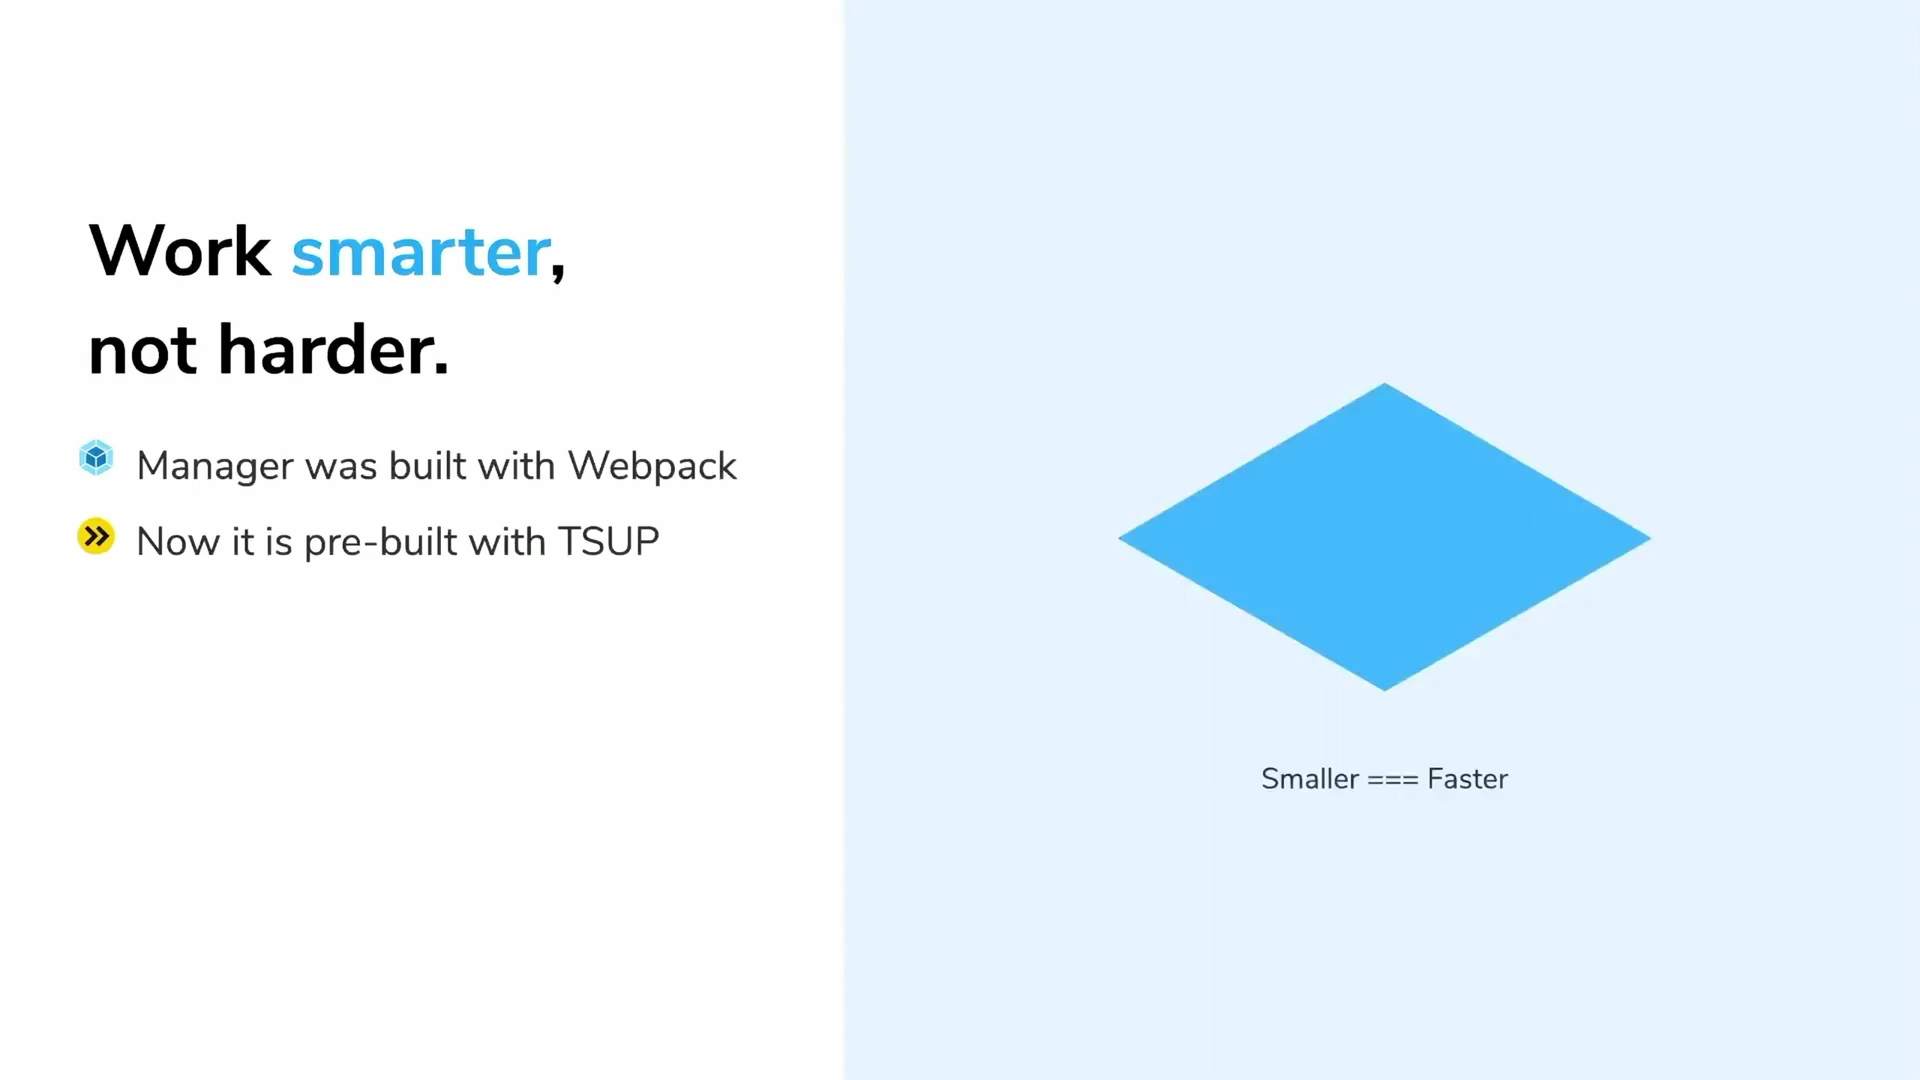 Work smarter,
not harder.
Manager was built with Webpack
Now it is pre-built with TSUP
Smaller === Faster